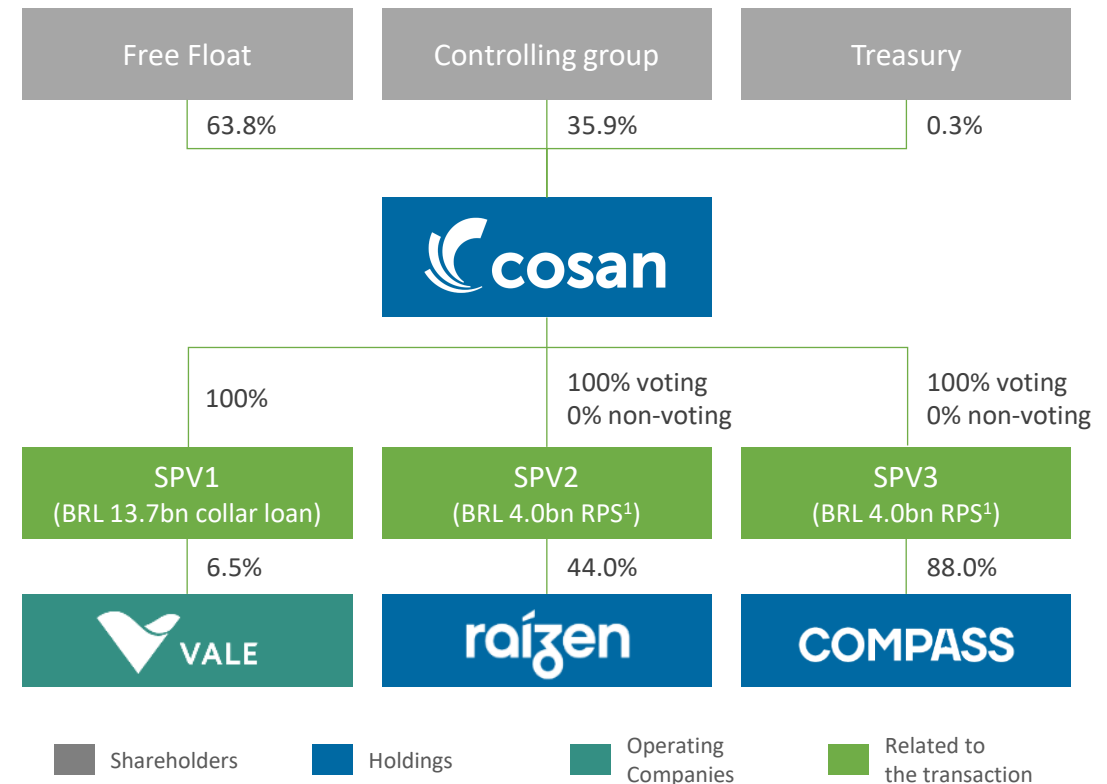 Free Float
Controlling group
Treasury
63.8%
35.9%
0.3%
cosan
100%
100% voting
0% non-voting
100% voting
0% non-voting
SPV1
(BRL 13.7bn collar loan)
SPV2
(BRL 4.0bn RPS¹)
SPV3
(BRL 4.0bn RPS¹)
6.5%
44.0%
88.0%
VALE
raízen
COMPASS
Shareholders
Holdings
Operating
Companies
Related to
the transaction